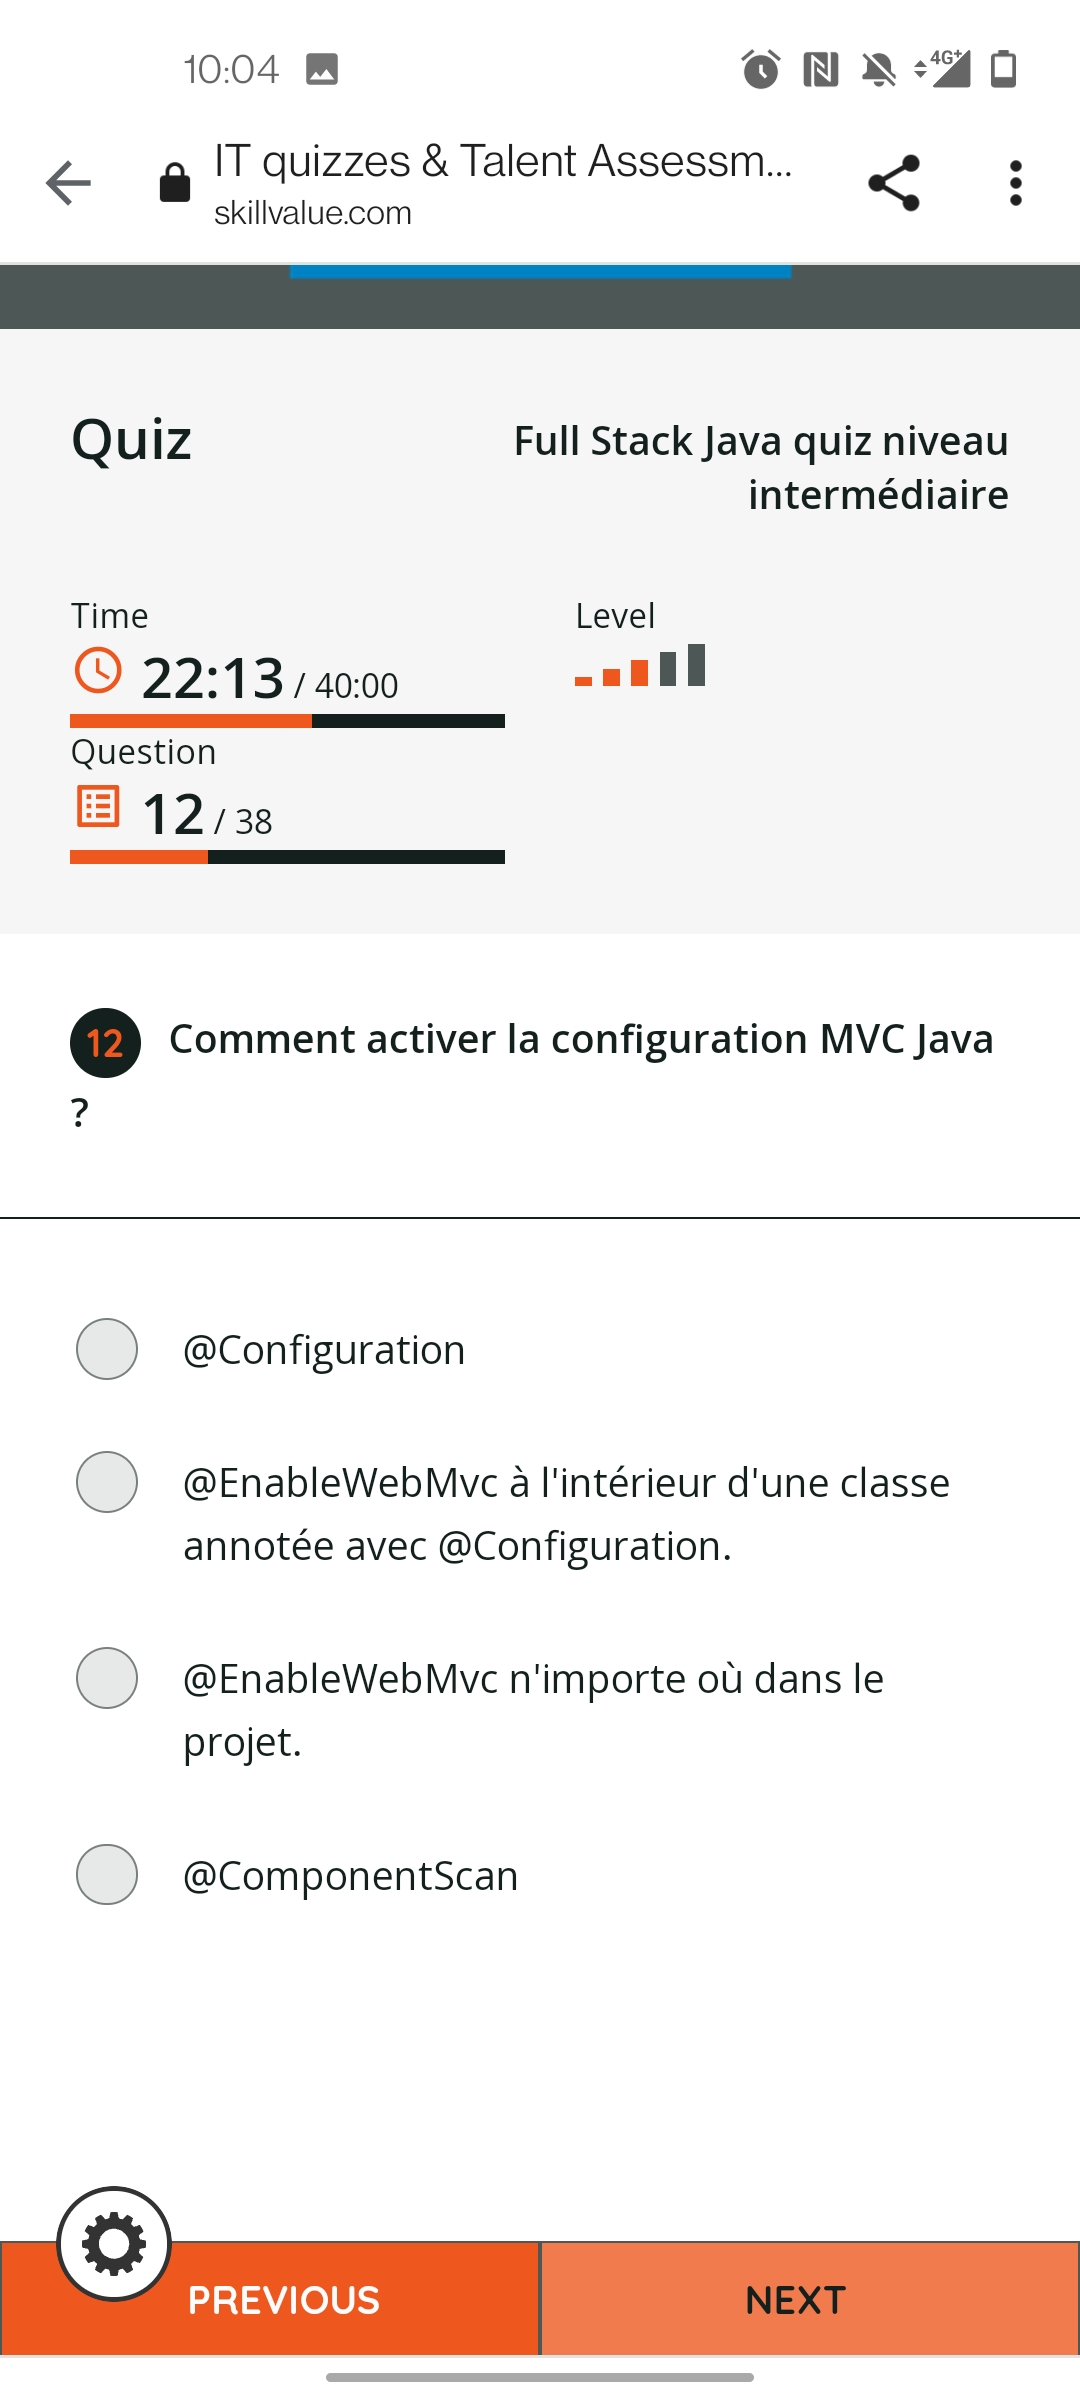 10:04
4G+
IT quizzes & Talent Assessm...
skillvalue.com
Quiz
Full Stack Java quiz niveau
intermédiaire
Time
22:13 / 40:00
Level
Question
12 / 38
12 Comment activer la configuration MVC Java
?
@Configuration
@EnableWebMvc à l'intérieur d'une classe
annotée avec @Configuration.
@EnableWebMvc n'importe où dans le
projet.
@ComponentScan
PREVIOUS
NEXT